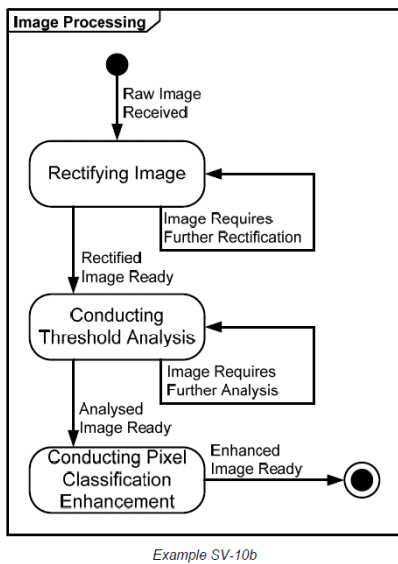 Image Processing
Raw Image
Received
Rectifying Image
Image Requires
Further Rectification
Rectified
Image Ready
Conducting
Threshold Analysis
Image Requires
Further Analysis
Analysed
Image Ready
Conducting Pixel
Classification
Enhancement
Enhanced
Image Ready
Example SV-10b